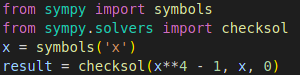 from sympy import symbols
from sympy.solvers import checksol
x = symbols('x')
result = checksol(x**4 - 1, x, 0)